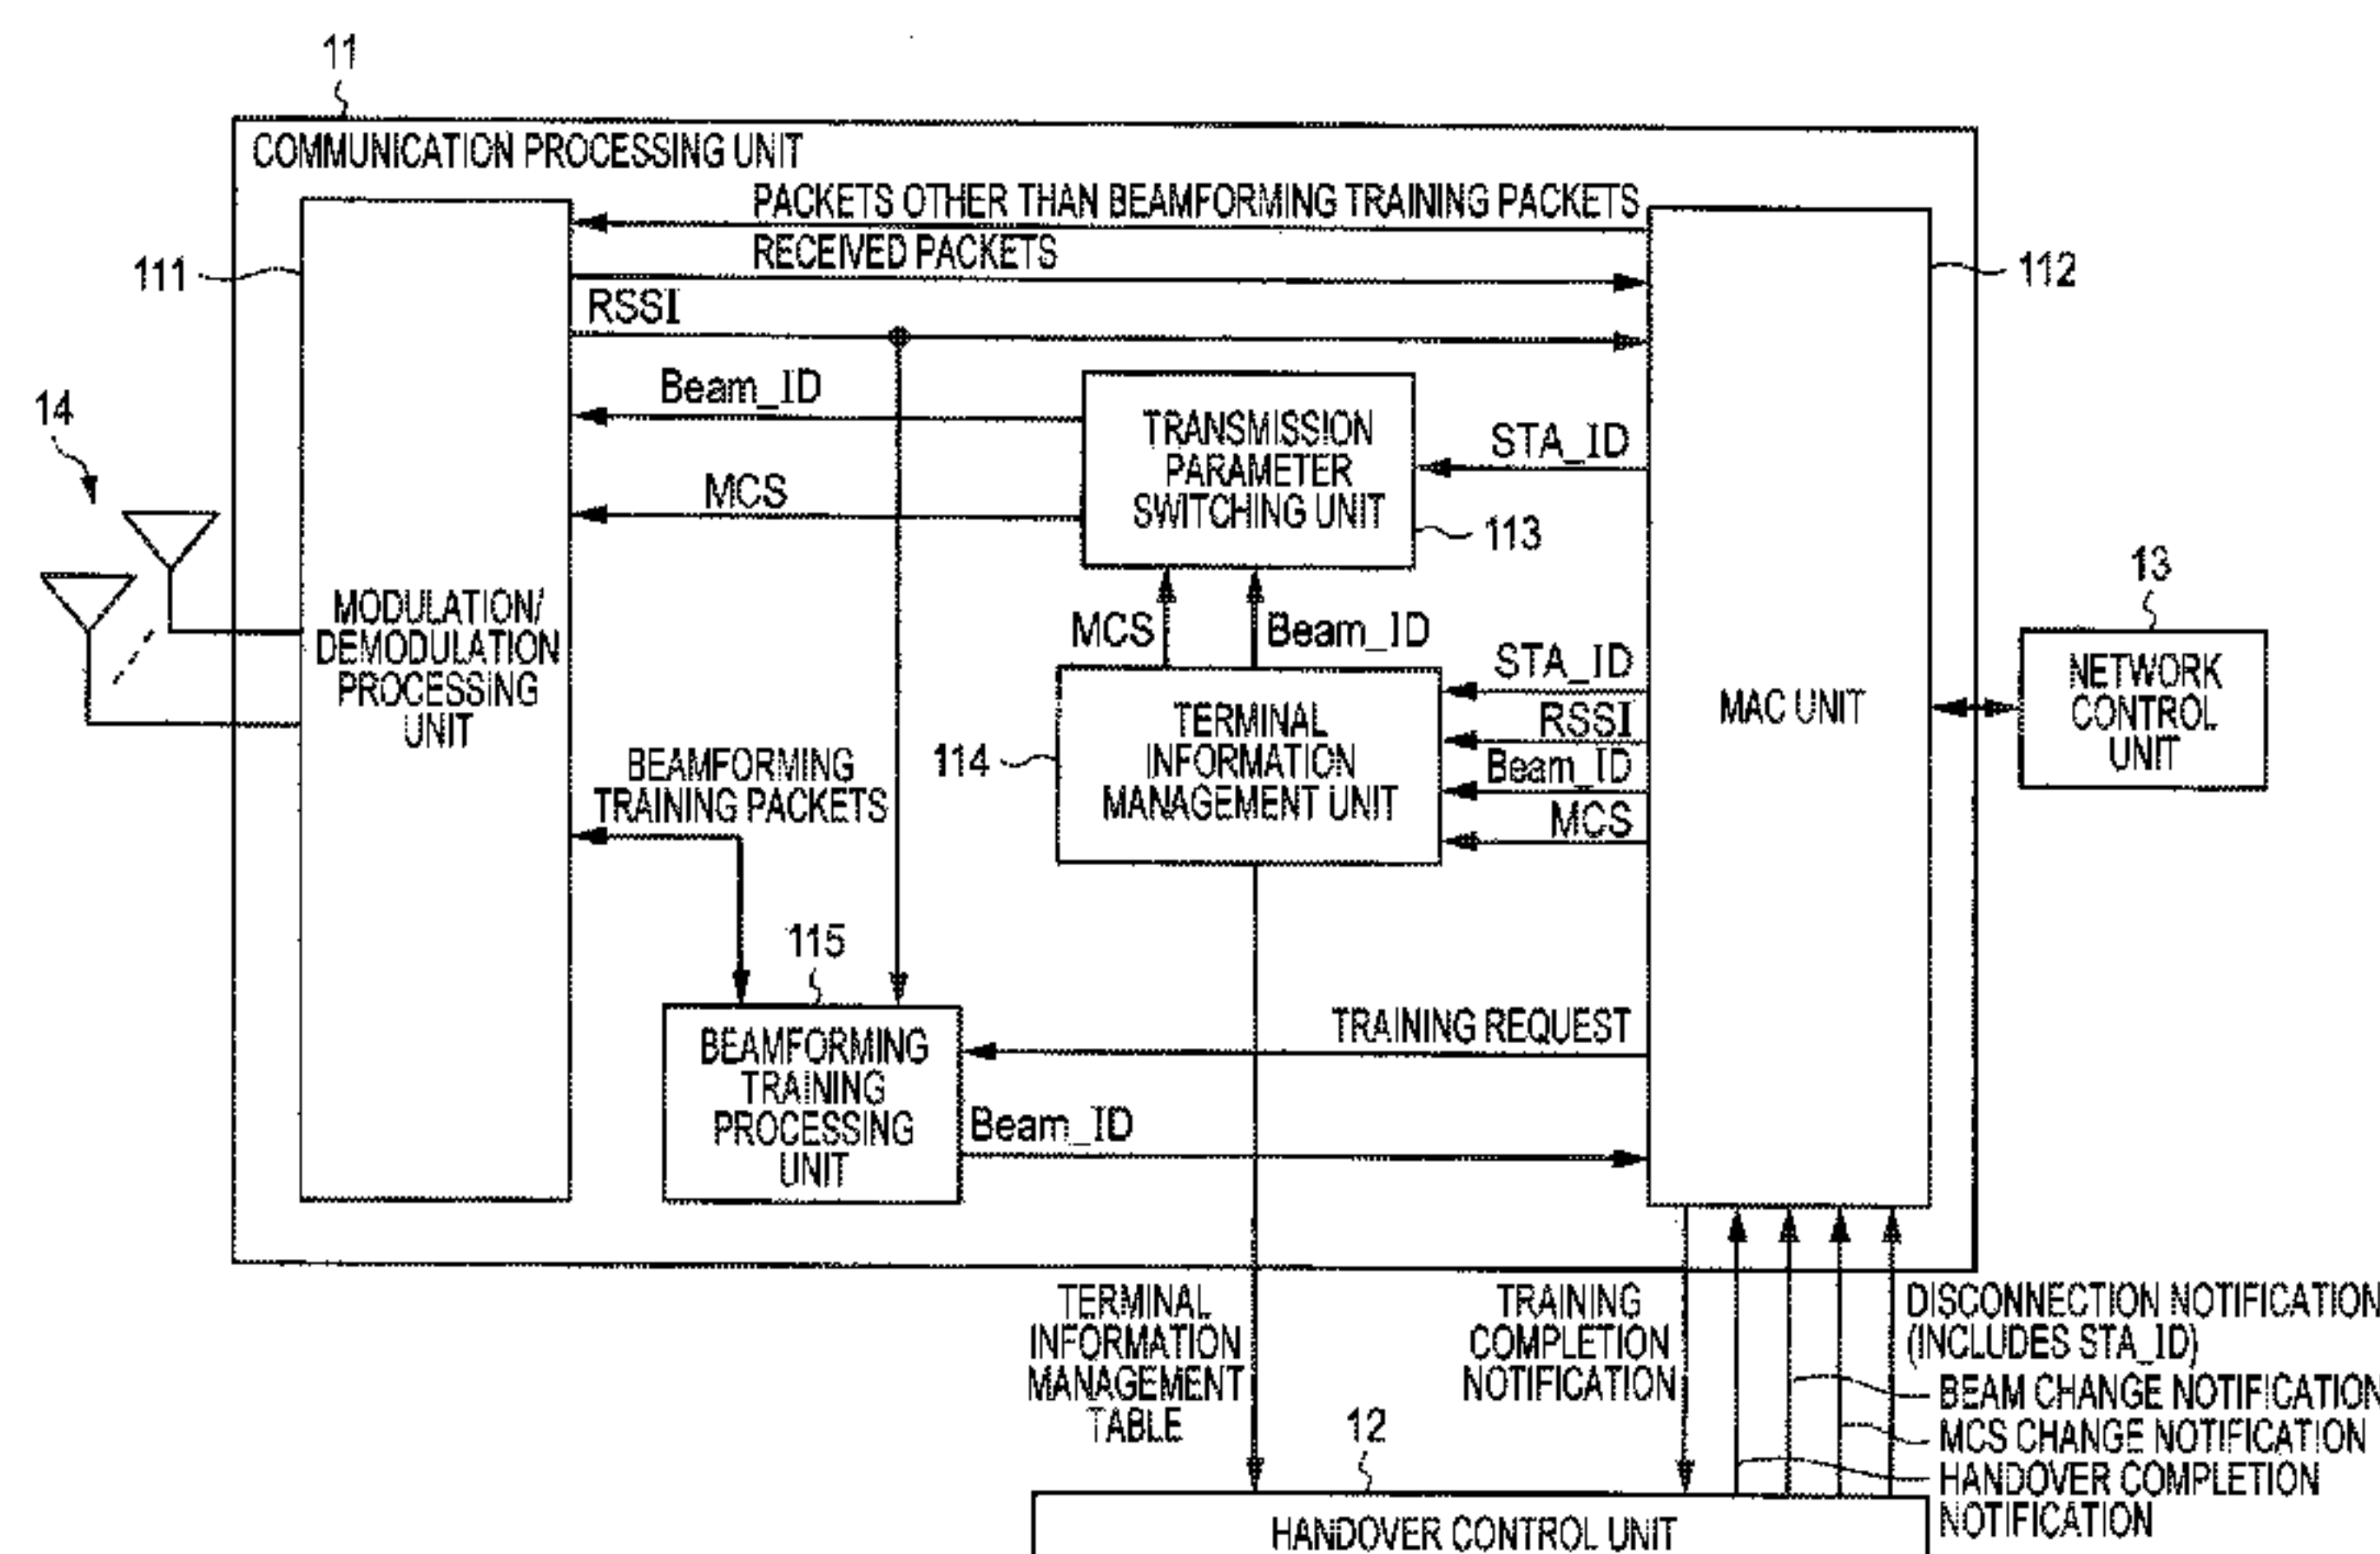 11
COMMUNICATION PROCESSING UNIT
PACKETS OTHER THAN BEAMFORMING TRAINING PACKETS
RECEIVED PACKETS
111
112
RSSI
Beam_ID
14
TRANSMISSION
PARAMETER
SWITCHING UNIT
STA_ID
MCS
113
13
MODULATION/
DEMODULATION
PROCESSING
UNIT
MCS
Beam_ID
STA_ID
RSSI
Beam_ID
MCS
TERMINAL
INFORMATION
MANAGEMENT UNIT
114
MAC UNIT
NETWORK
CONTROL
UNIT
BEAMFORMING
TRAINING PACKETS
115
BEAMFORMING
TRAINING
PROCESSING
UNIT
TRAINING REQUEST
Beam_ID
TERMINAL
INFORMATION
MANAGEMENT
TABLE
TRAINING
COMPLETION
NOTIFICATION
DISCONNECTION NOTIFICATION
(INCLUDES STA_ID)
BEAM CHANGE NOTIFICATION
MCS CHANGE NOTIFICATION
HANDOVER COMPLETION
NOTIFICATION
12
HANDOVER CONTROL UNIT